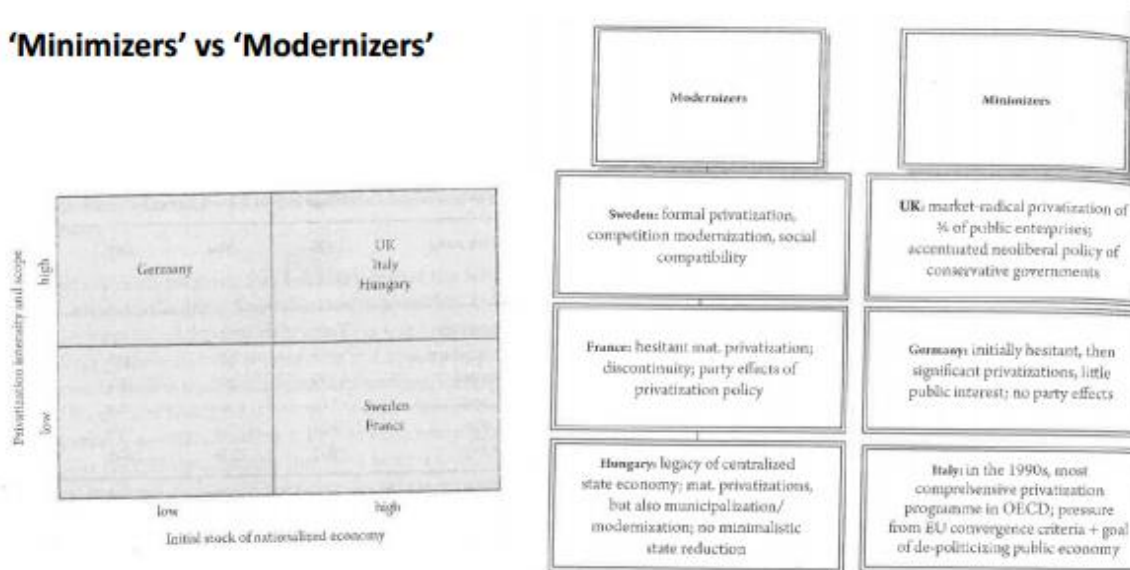 ‘Minimizers’ vs ‘Modernizers’
Privatization intensity and scope
high
low
Germany
UK
Italy
Hungary
Sweden
France
low
high
Initial stock of nationalized economy
Modernizers
Sweden: formal privatization,
competition modernization, social
compatibility
France: hesitant mat. privatization;
discontinuity; party effects of
privatization policy
Hungary: legacy of centralized
state economy; mat. privatizations,
but also municipalization/
modernization; no minimalistic
state reduction
Minimizers
UK: market-radical privatization of
¾ of public enterprises;
accentuated neoliberal policy of
conservative governments
Germany: initially hesitant, then
significant privatizations, little
public interest; no party effects
Italy: in the 1990s, most
comprehensive privatization
programme in OECD; pressure
from EU convergence criteria + goal
of de-politicizing public economy